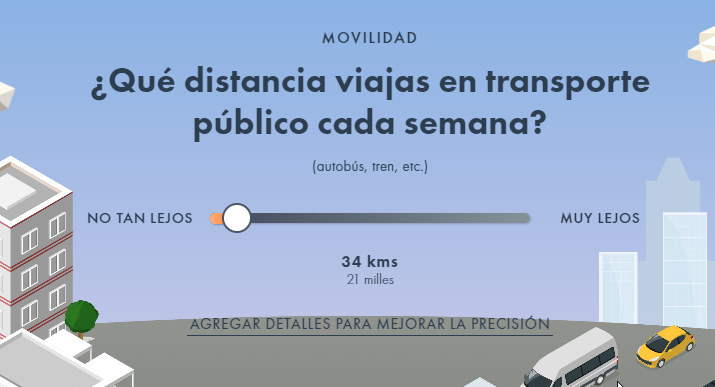 MOVILIDAD
¿Qué distancia viajas en transporte
público cada semana?
(autobús, tren, etc.)
NO TAN LEJOS
MUY LEJOS
34 kms
21 milles
AGREGAR DETALLES PARA MEJORAR LA PRECISIÓN